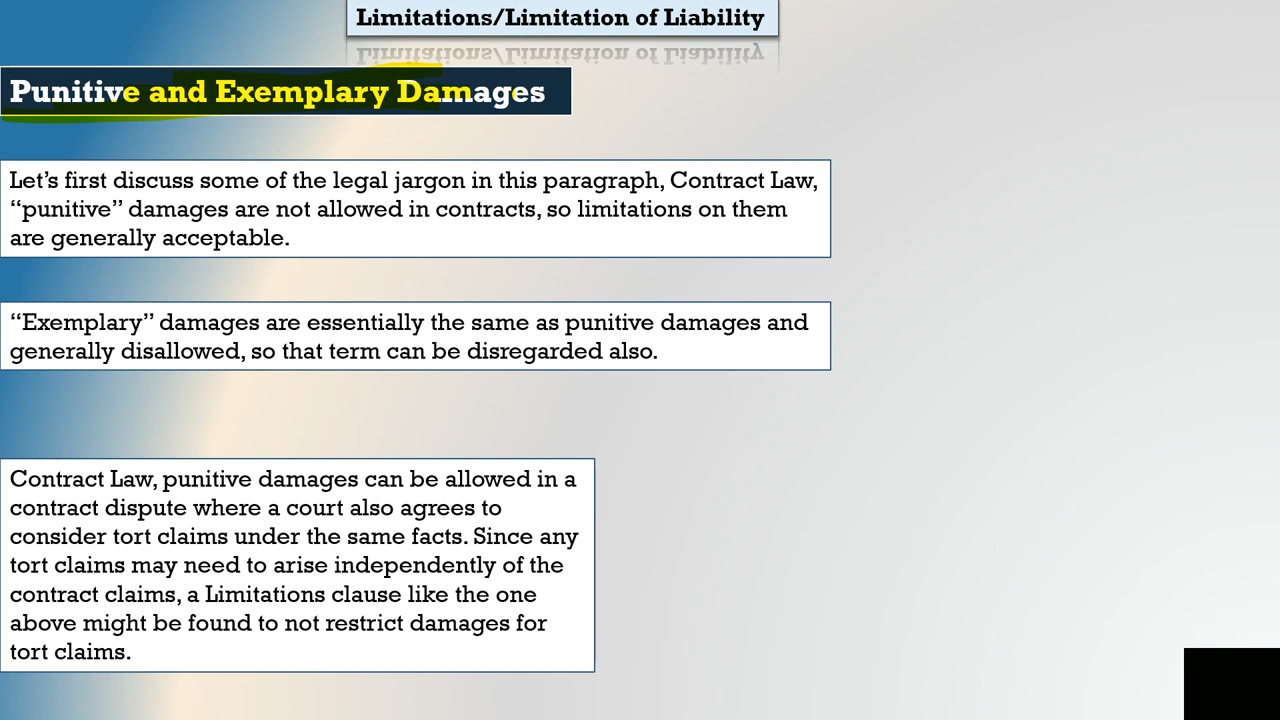 Limitations/Limitation of Liability
Punitive and Exemplary Damages
Let’s first discuss some of the legal jargon in this paragraph, Contract Law,
“punitive” damages are not allowed in contracts, so limitations on them
are generally acceptable.
“Exemplary” damages are essentially the same as punitive damages and
generally disallowed, so that term can be disregarded also.
Contract Law, punitive damages can be allowed in a
contract dispute where a court also agrees to
consider tort claims under the same facts. Since any
tort claims may need to arise independently of the
contract claims, a Limitations clause like the one
above might be found to not restrict damages for
tort claims.